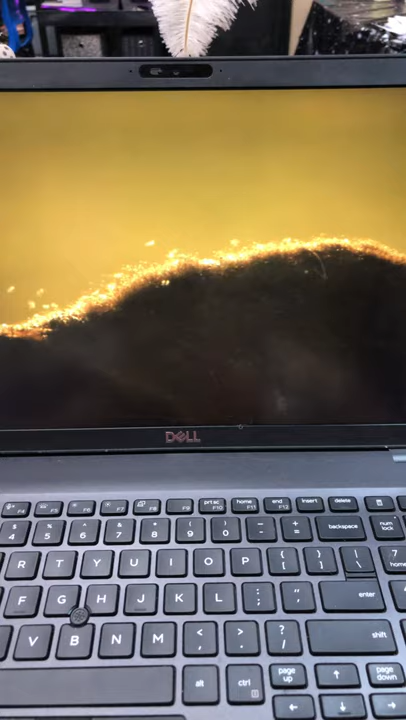 DELL
F4 F5 F6 F7 F8 F9 prt sc F10 home F11 end F12 insert delete
4 5 6 7 8 9 0 - + = backspace num lock
R T Y U I O P { [ } ] | \ 7 home
F G H J K L : ; " ' enter
V B N M < , > . ? / shift
alt ctrl page up ↑ page down
← ↓ →